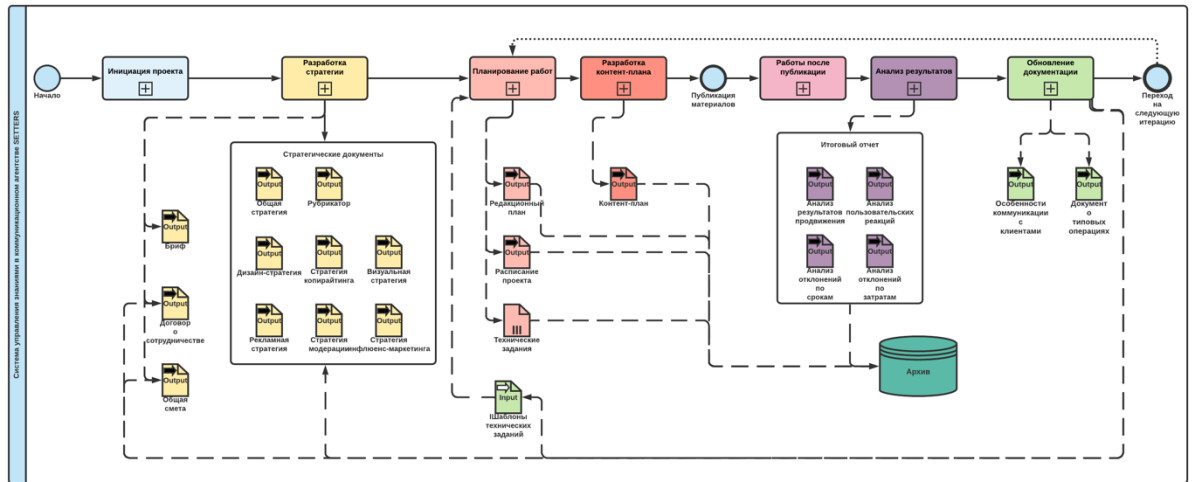 Система управления знаниями в коммуникационном агентстве SETTERS
Начало
Инициация проекта
Разработка
стратегии
Планирование работ
Разработка
контент-плана
Публикация
материалов
Работы после
публикации
Анализ результатов
Обновление
документации
Переход
на
следующую
итерацию
Output
Бриф
Output
Договор
о
сотрудничестве
Output
Общая
смета
Стратегические документы
Output
Общая
стратегия
Output
Рубрикатор
Output
Дизайн-стратегия
Output
Стратегия
копирайтинга
Output
Визуальная
стратегия
Output
Рекламная
стратегия
Output
Стратегия
модерации
Output
Стратегия
инфлюенс-маркетинга
Output
Редакционный
план
Output
Расписание
проекта
Технические
задания
Input
IШаблоны
технических
заданий
Output
Контент-план
Итоговый отчет
Output
Анализ
результатов
продвижения
Output
Анализ
пользовательских
реакций
Output
Анализ
отклонений
по
срокам
Output
Анализ
отклонений
по
затратам
Архив
Output
Особенности
коммуникации
с
клиентами
Output
Документ
о
типовых
операциях